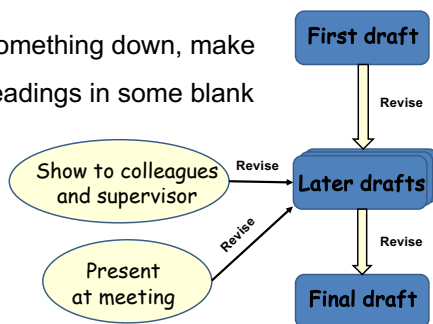 something down, make
eadings in some blank
First draft
Revise
Show to colleagues
and supervisor
Revise
Later drafts
Revise
Present
at meeting
Revise
Final draft